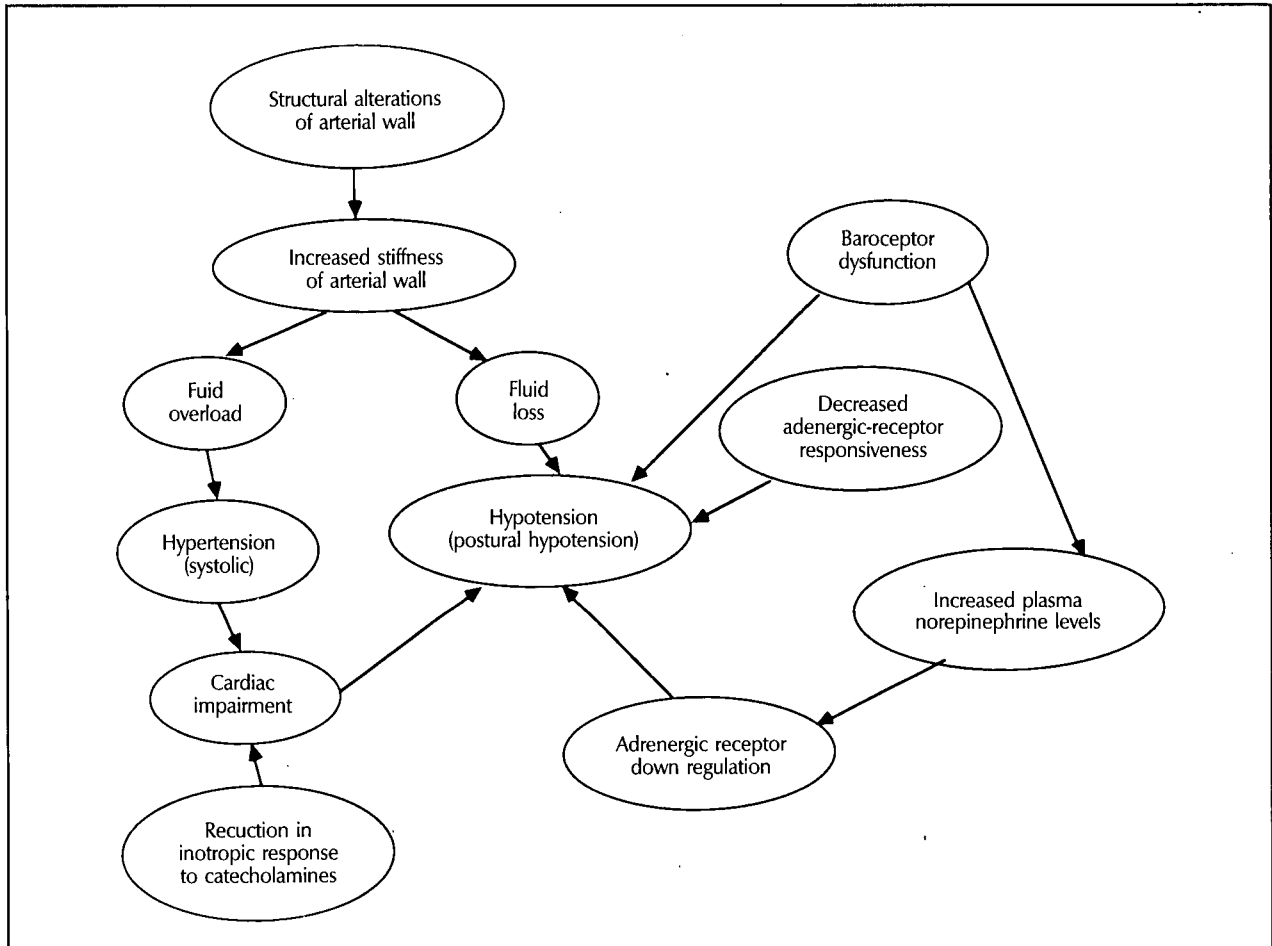 Structural alterations
of arterial wall
Increased stiffness
of arterial wall
Baroceptor
dysfunction
Fuid
overload
Fluid
loss
Decreased
adenergic-receptor
responsiveness
Hypertension
(systolic)
Hypotension
(postural hypotension)
Increased plasma
norepinephrine levels
Cardiac
impairment
Adrenergic receptor
down regulation
Recuction in
inotropic response
to catecholamines